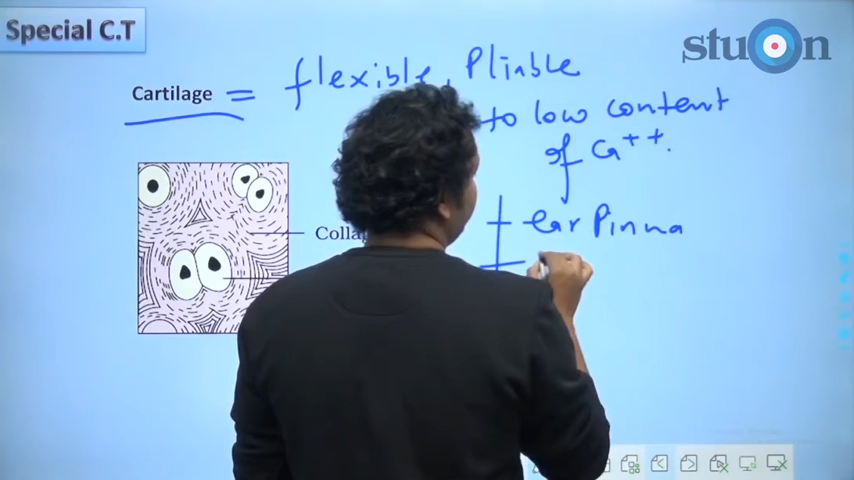 Special C.T
stuOn
Cartilage = flexible, Pliable
to low content
of Ca++.
Colla
ear Pinna